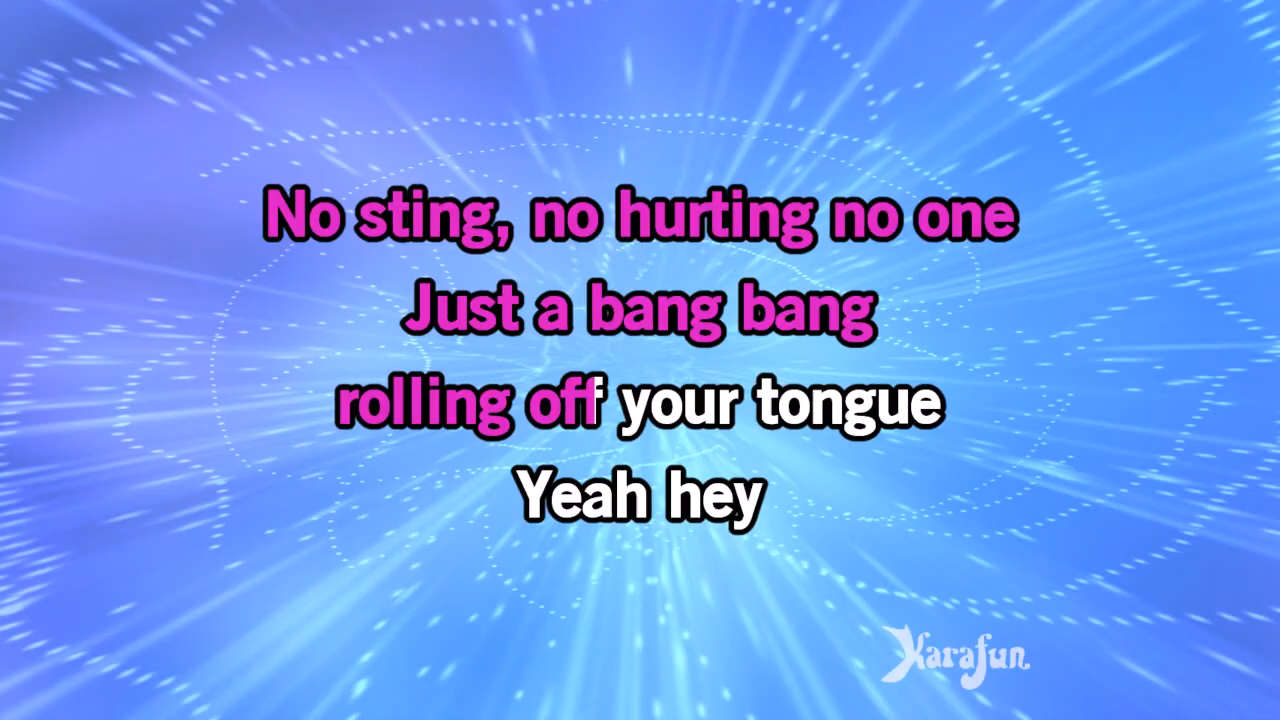 No sting, no hurting no one
Just a bang bang
rolling off your tongue
Yeah hey
Karafun